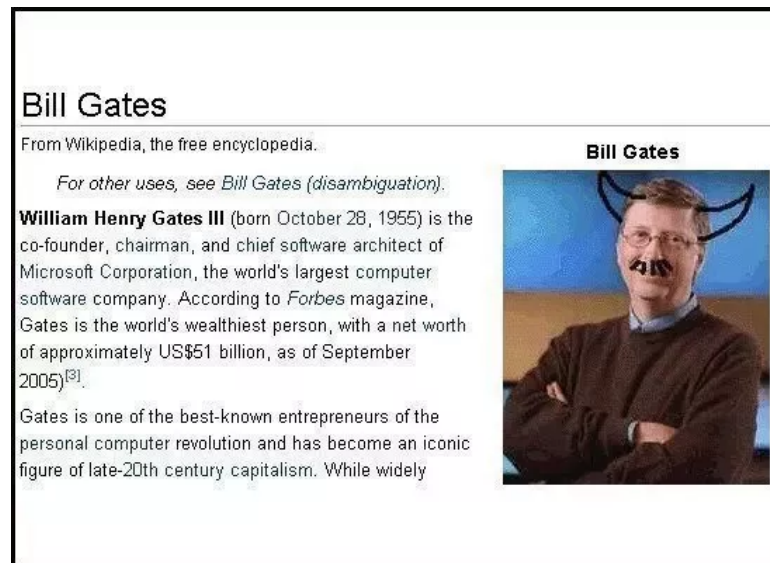 Bill Gates
From Wikipedia, the free encyclopedia.
For other uses, see Bill Gates (disambiguation).
William Henry Gates III (born October 28, 1955) is the
co-founder, chairman, and chief software architect of
Microsoft Corporation, the world's largest computer
software company. According to Forbes magazine,
Gates is the world's wealthiest person, with a net worth
of approximately US$51 billion, as of September
2005)[3].
Gates is one of the best-known entrepreneurs of the
personal computer revolution and has become an iconic
figure of late-20th century capitalism. While widely
Bill Gates